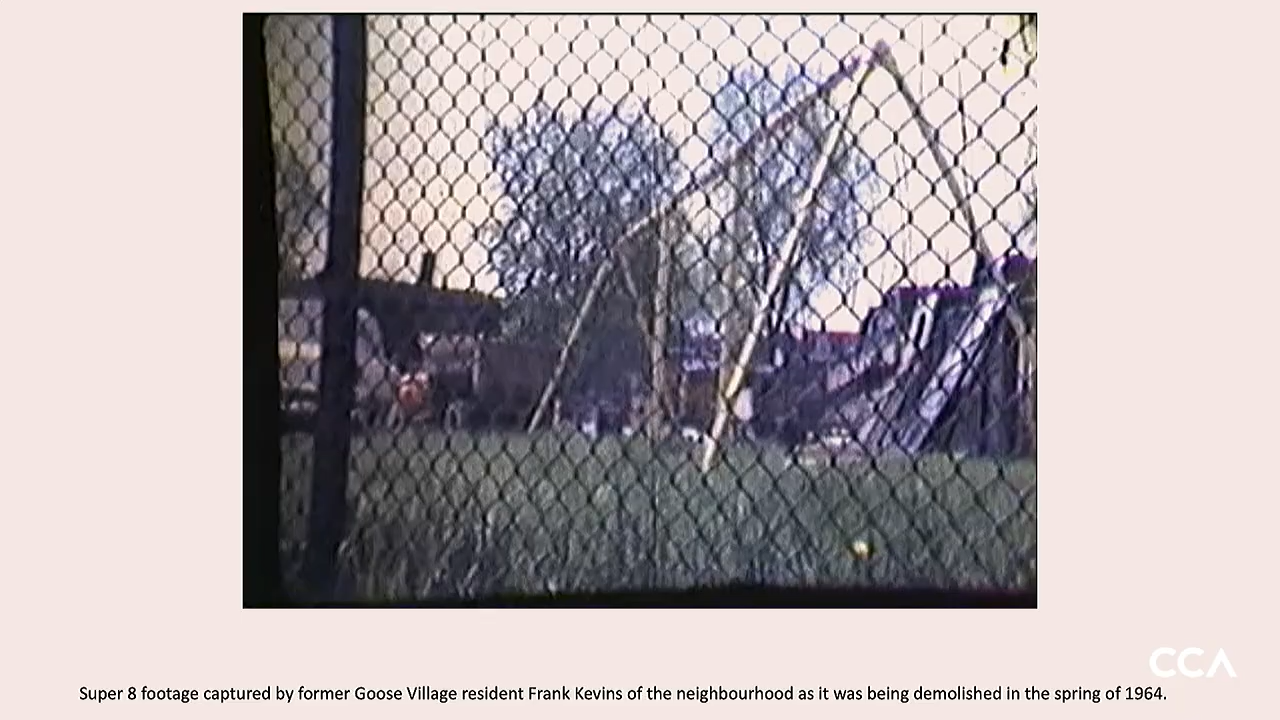 CCA
Super 8 footage captured by former Goose Village resident Frank Kevins of the neighbourhood as it was being demolished in the spring of 1964.